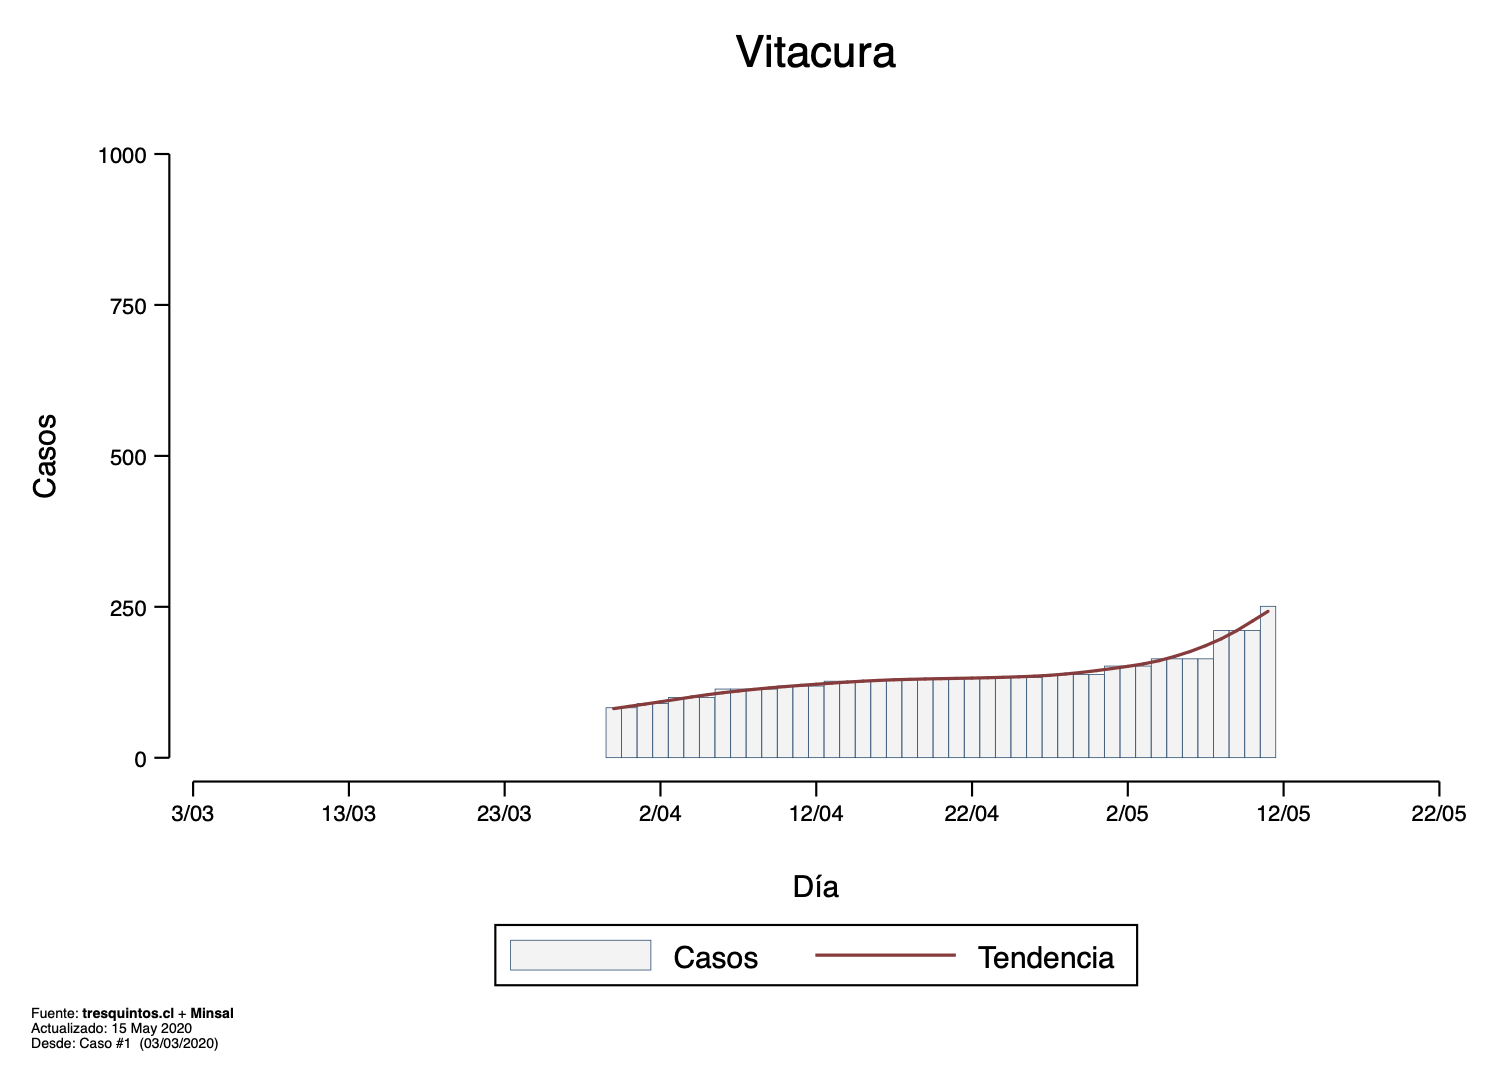 Vitacura
1000
750
500
250
0
Casos
3/03 13/03 23/03 2/04 12/04 22/04 2/05 12/05 22/05
Día
Casos Tendencia
Fuente: tresquintos.cl + Minsal
Actualizado: 15 May 2020
Desde: Caso #1 (03/03/2020)